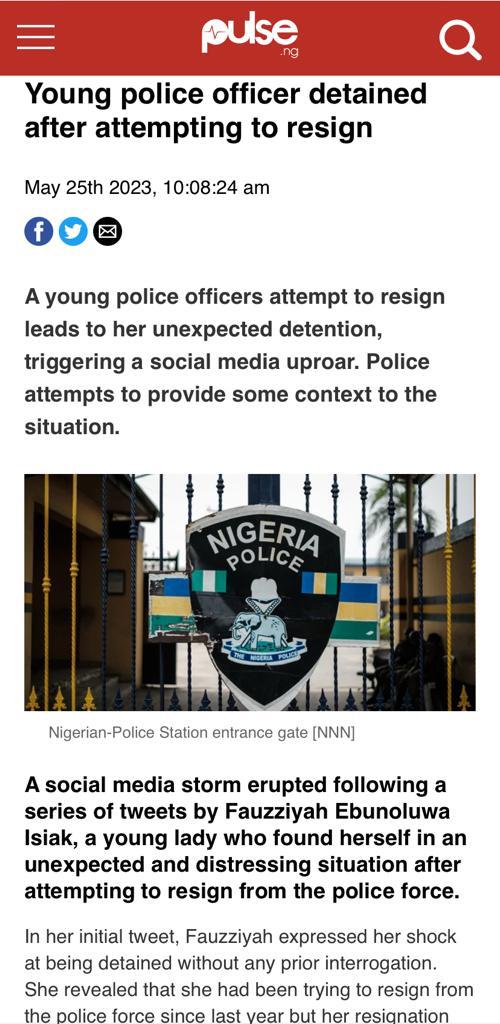 pulse
.ng
Young police officer detained
after attempting to resign
May 25th 2023, 10:08:24 am
A young police officers attempt to resign
leads to her unexpected detention,
triggering a social media uproar. Police
attempts to provide some context to the
situation.
NIGERIA
POLICE
THE NIGERIA POLICE
Nigerian-Police Station entrance gate [NNN]
A social media storm erupted following a
series of tweets by Fauzziyah Ebunoluwa
Isiak, a young lady who found herself in an
unexpected and distressing situation after
attempting to resign from the police force.
In her initial tweet, Fauzziyah expressed her shock
at being detained without any prior interrogation.
She revealed that she had been trying to resign from
the police force since last year but her resignation